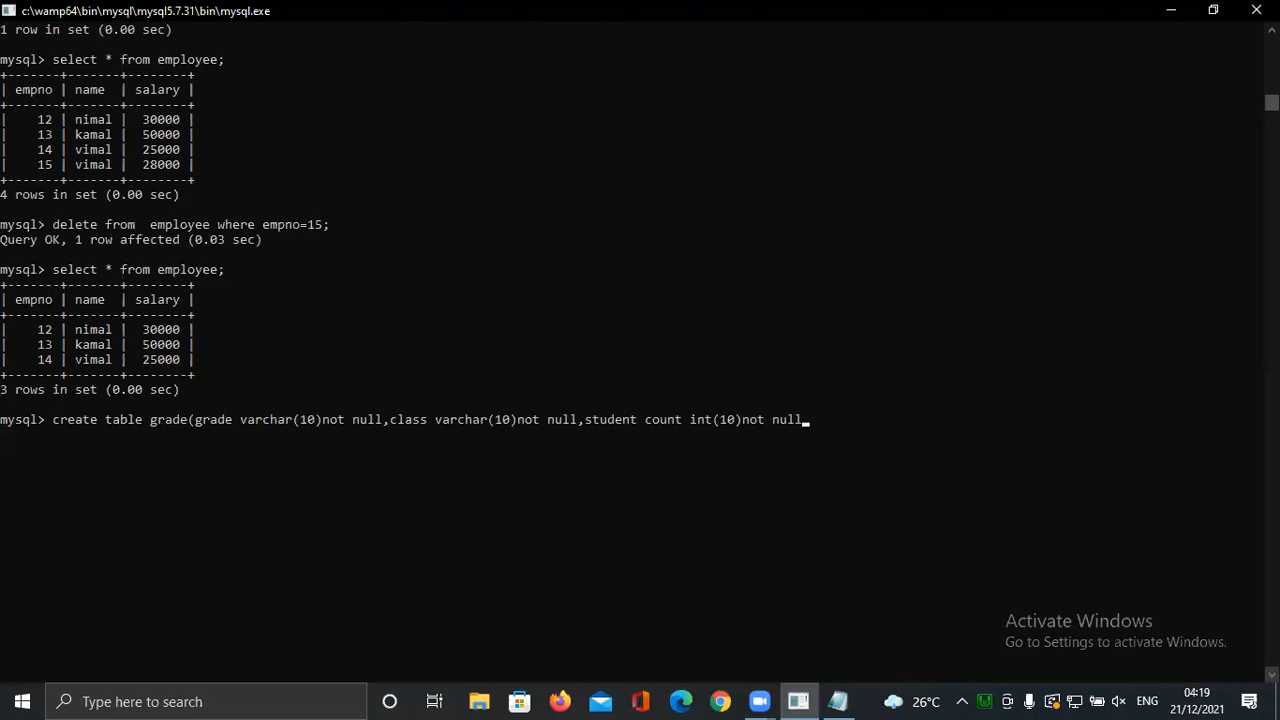 c:\wamp64\bin\mysql\mysql5.7.31\bin\mysql.exe
1 row in set (0.00 sec)
mysql> select * from employee;
+-------+-------+--------+
| empno | name  | salary |
+-------+-------+--------+
|    12 | nimal |  30000 |
|    13 | kamal |  50000 |
|    14 | vimal |  25000 |
|    15 | vimal |  28000 |
+-------+-------+--------+
4 rows in set (0.00 sec)
mysql> delete from  employee where empno=15;
Query OK, 1 row affected (0.03 sec)
mysql> select * from employee;
+-------+-------+--------+
| empno | name  | salary |
+-------+-------+--------+
|    12 | nimal |  30000 |
|    13 | kamal |  50000 |
|    14 | vimal |  25000 |
+-------+-------+--------+
3 rows in set (0.00 sec)
mysql> create table grade(grade varchar(10)not null,class varchar(10)not null,student count int(10)not null
Activate Windows
Go to Settings to activate Windows.
Type here to search
26°C
ENG
04:19
21/12/2021